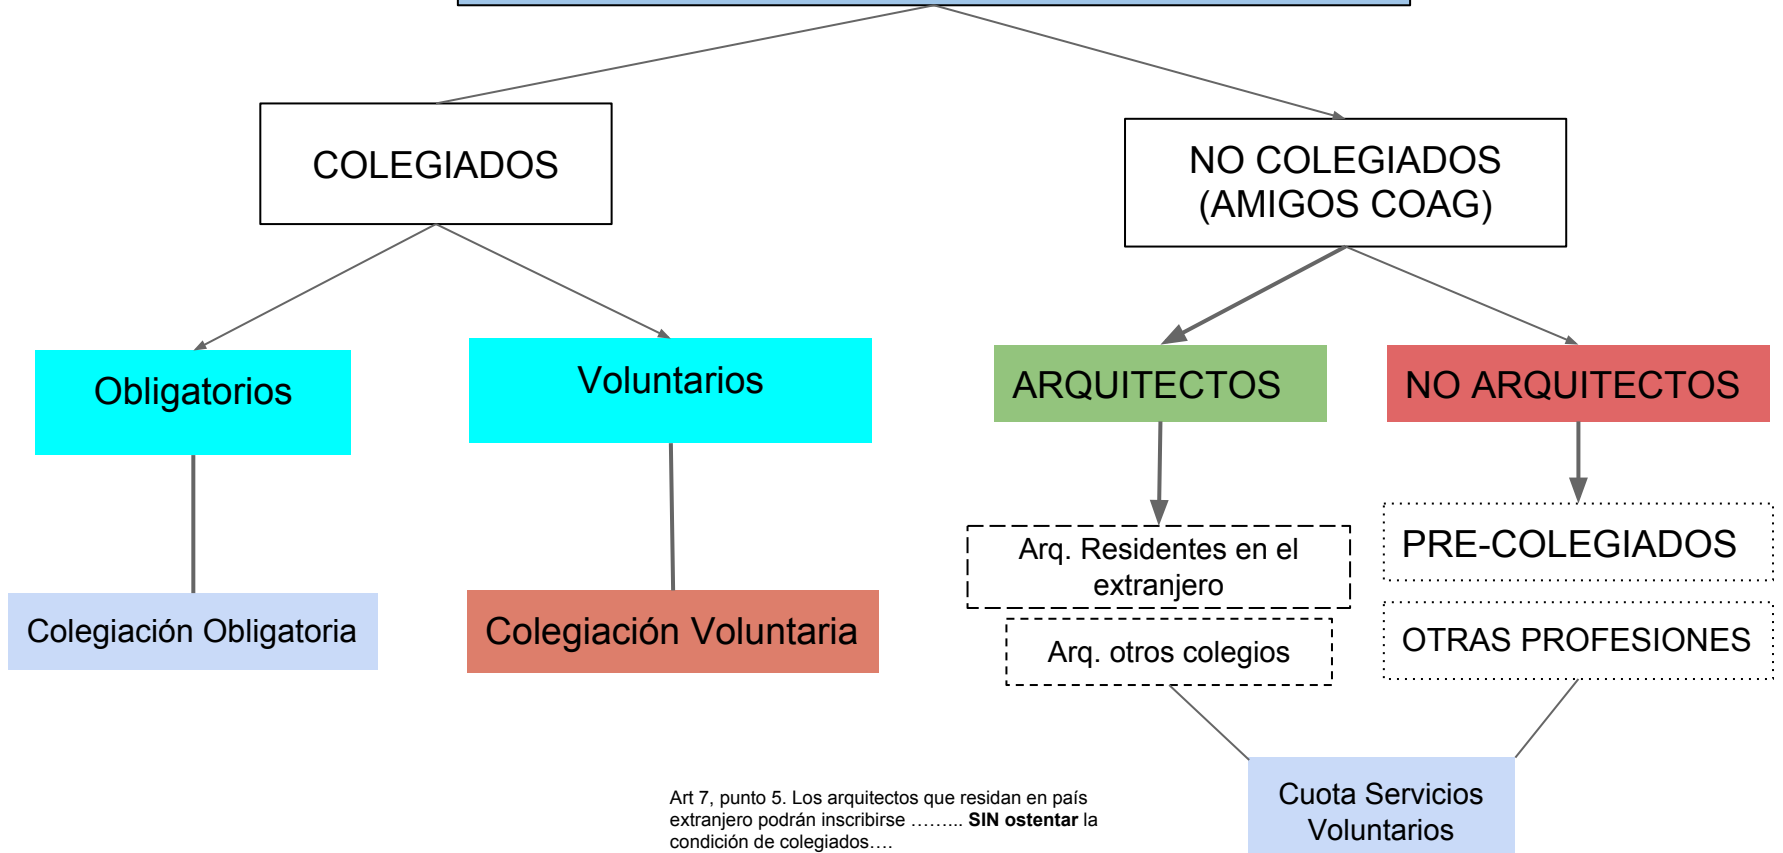 COLEGIADOS
NO COLEGIADOS
(AMIGOS COAG)
Obligatorios
Voluntarios
ARQUITECTOS
NO ARQUITECTOS
Arq. Residentes en el
extranjero
PRE-COLEGIADOS
Colegiación Obligatoria
Colegiación Voluntaria
Arq. otros colegios
OTRAS PROFESIONES
Art 7, punto 5. Los arquitectos que residan en país
extranjero podrán inscribirse …….. SIN ostentar la
condición de colegiados….
Cuota Servicios
Voluntarios